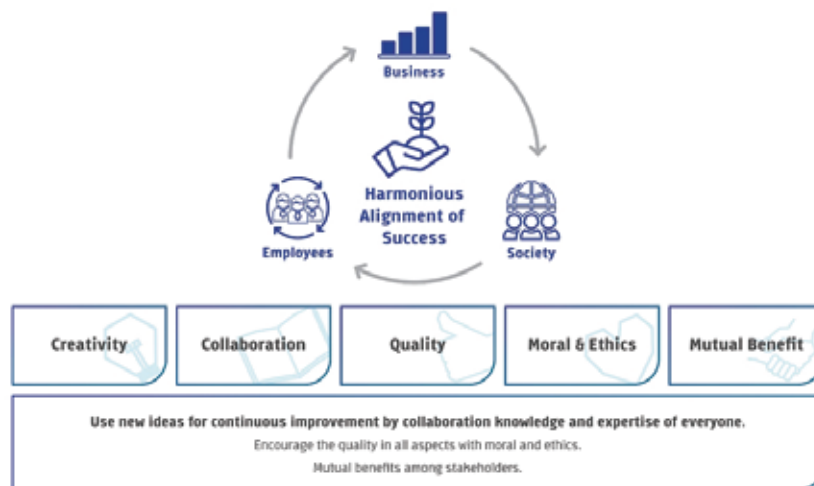 Business
Harmonious
Alignment of
Success
Employees
Society
Creativity
Collaboration
Quality
Moral & Ethics
Mutual Benefit
Use new ideas for continuous improvement by collaboration knowledge and expertise of everyone.
Encourage the quality in all aspects with moral and ethics.
Mutual benefits among stakeholders.